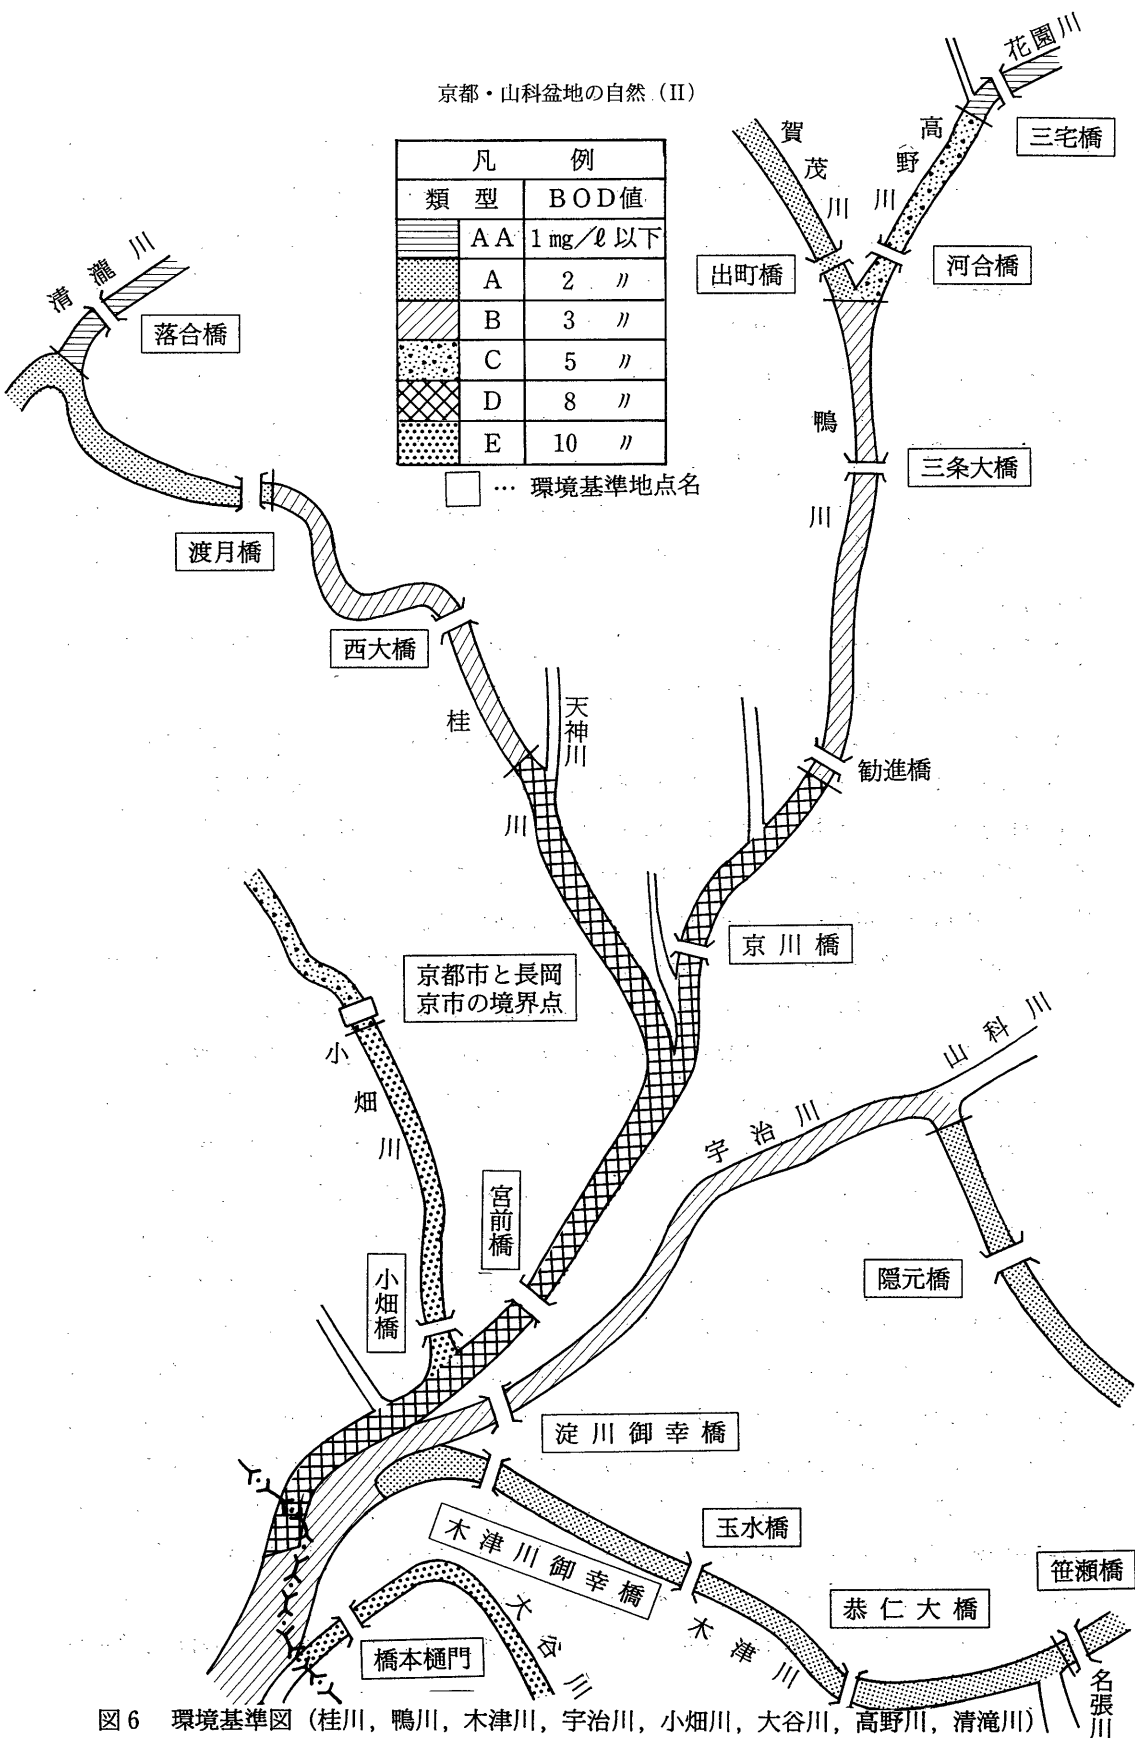 京都・山科盆地の自然(II)
花園川
三宅橋
高野川
賀茂川
出町橋
河合橋
凡 例
類 型 BOD値
AA 1㎎/ℓ以下
A 2 〃
B 3 〃
C 5 〃
D 8 〃
E 10 〃
… 環境基準地点名
清瀧川
落合橋
鴨川
三条大橋
渡月橋
西大橋
桂川
天神川
勧進橋
京川橋
京都市と長岡
京市の境界点
小畑川
山科川
宇治川
宮前橋
小畑橋
隠元橋
淀川御幸橋
木津川御幸橋
玉水橋
笹瀬橋
恭仁大橋
木津川
大谷川
橋本樋門
名張川
図6 環境基準図(桂川,鴨川,木津川,宇治川,小畑川,大谷川,高野川,清滝川)